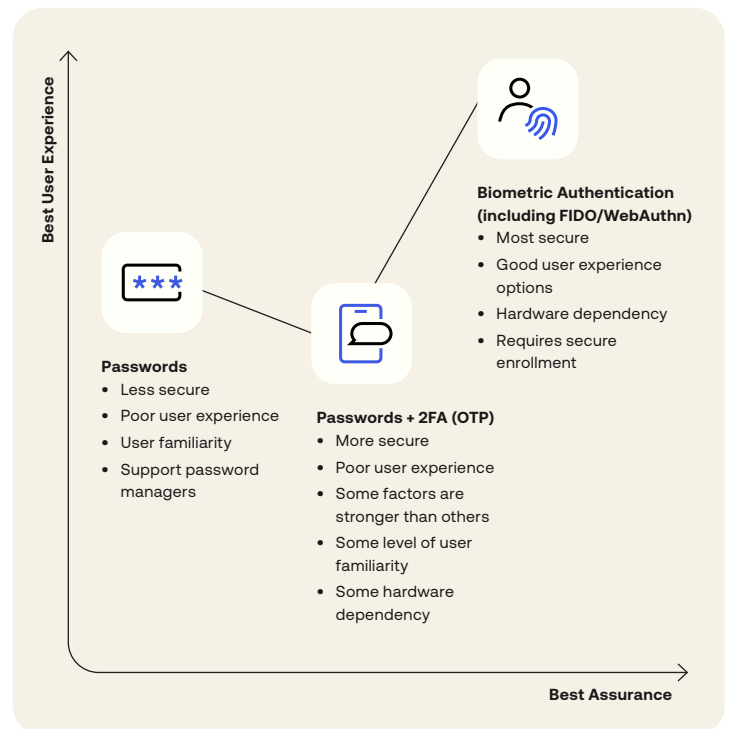 Best User Experience
***
Biometric Authentication
(including FIDO/WebAuthn)
• Most secure
• Good user experience
options
• Hardware dependency
• Requires secure
enrollment
Passwords
• Less secure
• Poor user experience
• User familiarity
• Support password
managers
Passwords + 2FA (OTP)
• More secure
• Poor user experience
• Some factors are
stronger than others
• Some level of user
familiarity
• Some hardware
dependency
Best Assurance